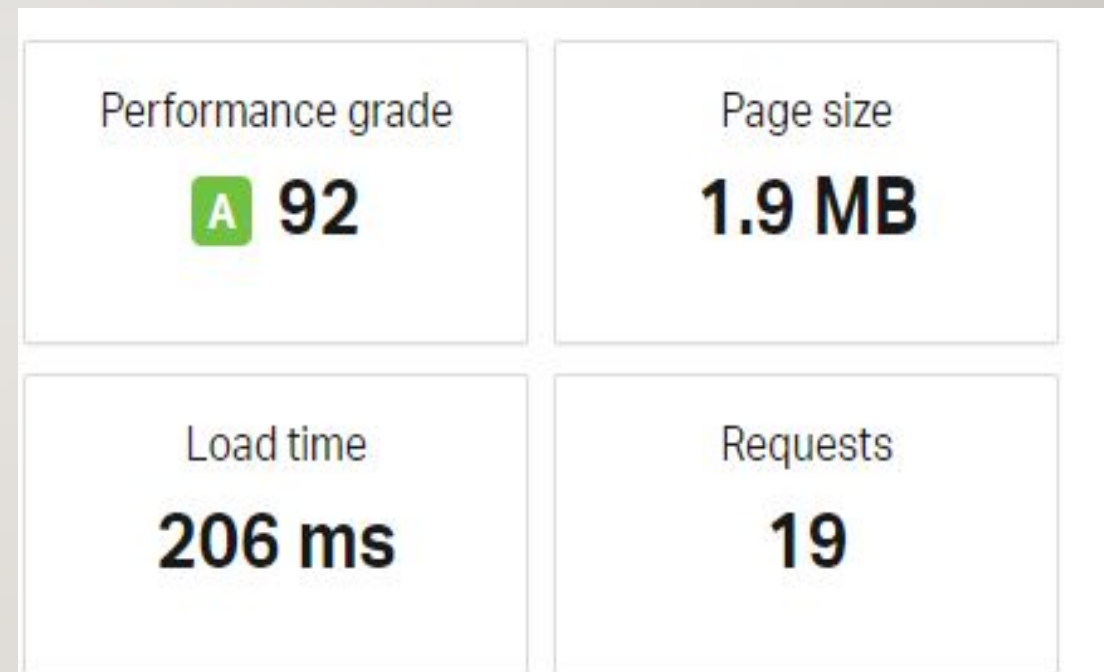 Performance grade
A 92
Page size
1.9 MB
Load time
206 ms
Requests
19